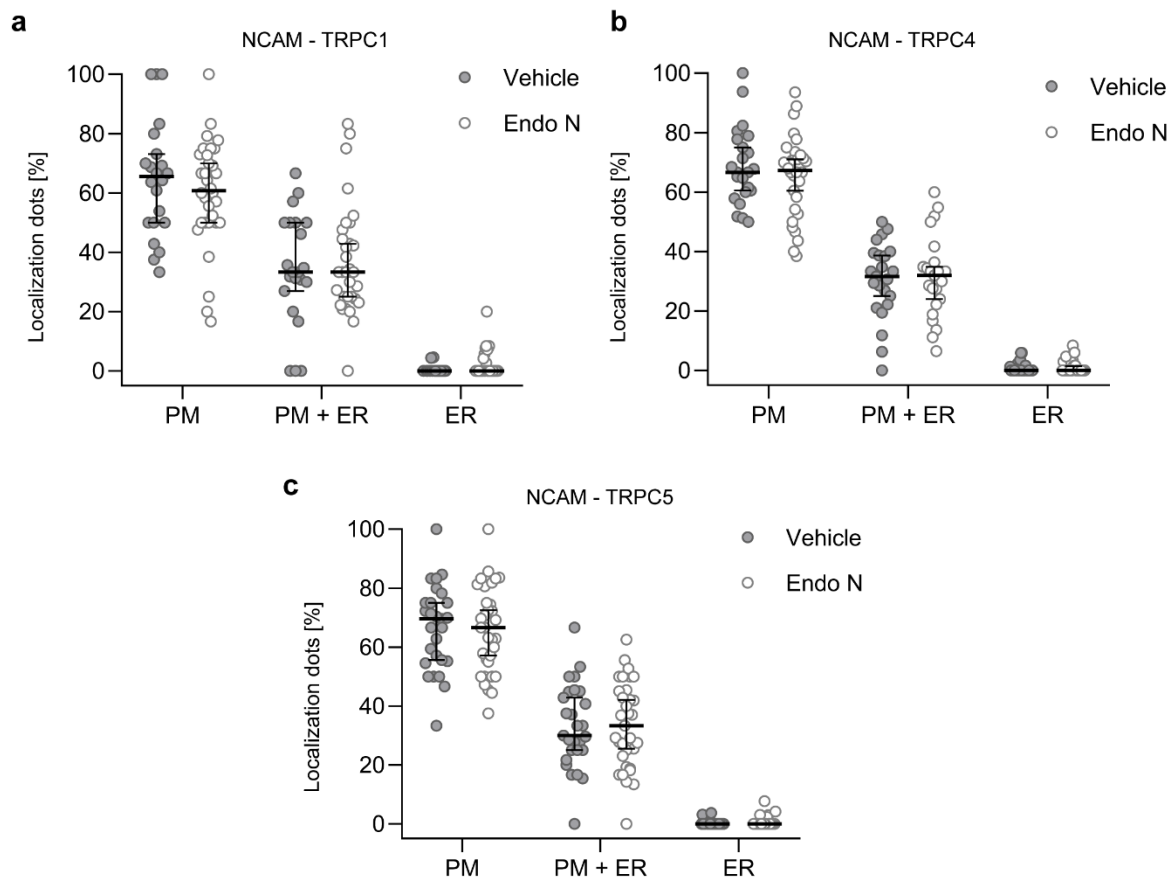 a
NCAM - TRPC1
Vehicle
Endo N
Localization dots [%]
100
80
60
40
20
0
PM
PM + ER
ER
b
NCAM - TRPC4
Vehicle
Endo N
Localization dots [%]
100
80
60
40
20
0
PM
PM + ER
ER
c
NCAM - TRPC5
Vehicle
Endo N
Localization dots [%]
100
80
60
40
20
0
PM
PM + ER
ER